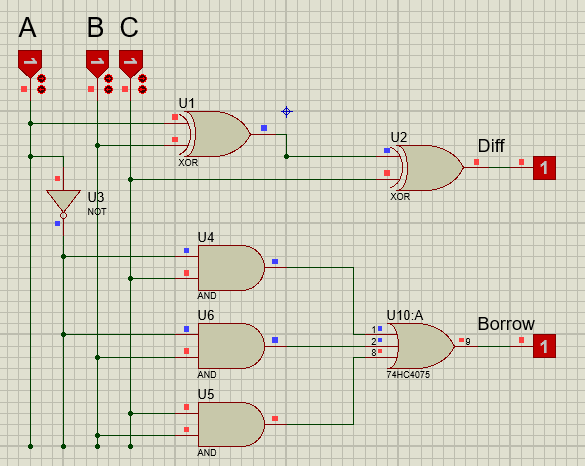 A B C
1 1 1
U1
XOR
U2
XOR
Diff
1
U3
NOT
U4
AND
U6
AND
U5
AND
U10:A
1
2
8
9
74HC4075
Borrow
1